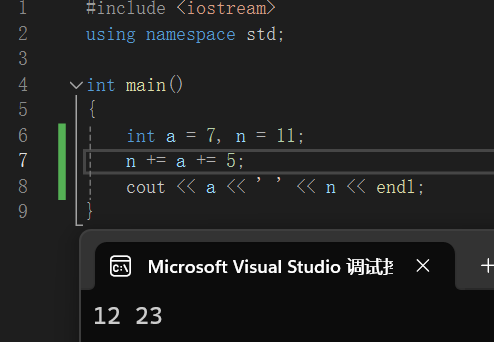 1 #include <iostream>
2 using namespace std;
3
4 int main()
5 {
6 int a = 7, n = 11;
7 n += a += 5;
8 cout << a << ' ' << n << endl;
9 }
Microsoft Visual Studio 调试控
12 23